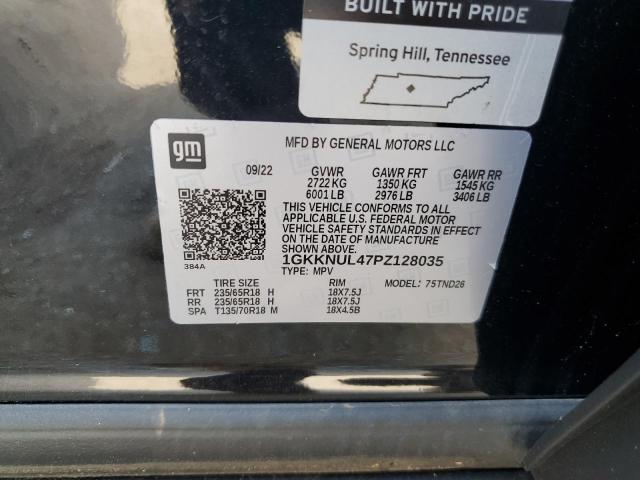 BUILT WITH PRIDE
Spring Hill, Tennessee
gm
MFD BY GENERAL MOTORS LLC
09/22 GVWR GAWR FRT GAWR RR
2722 KG 1350 KG 1545 KG
6001 LB 2976 LB 3406 LB
THIS VEHICLE CONFORMS TO ALL
APPLICABLE U.S. FEDERAL MOTOR
VEHICLE SAFETY STANDARDS IN EFFECT
ON THE DATE OF MANUFACTURE SHOWN ABOVE.
384A
1GKKNUL47PZ128035
TYPE: MPV MODEL: 75TND26
TIRE SIZE RIM
FRT 235/65R18 H 18X7.5J
RR 235/65R18 H 18X7.5J
SPA T135/70R18 M 18X4.5B